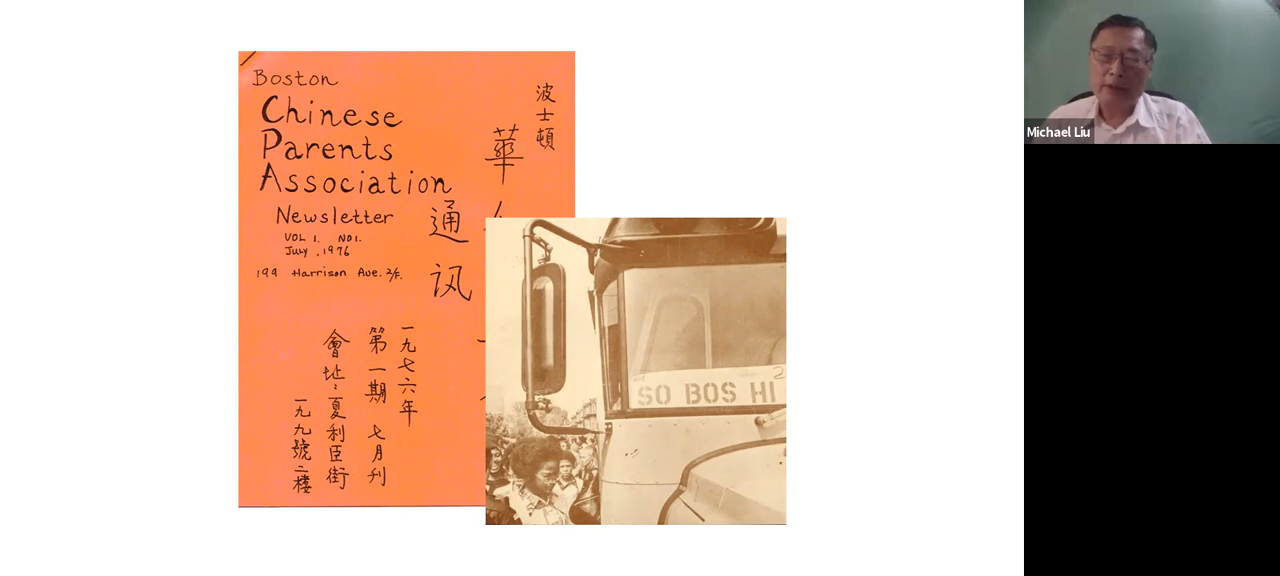 Boston
Chinese
Parents
Association
Newsletter
VOL 1. NO1.
July ,1976
199 Harrison Ave. 2/F.
波士頓
華
通讯
一九七六年
第一期 七月刊
會址:夏利臣街
一九九號二楼
2
SO BOS HI
Michael Liu